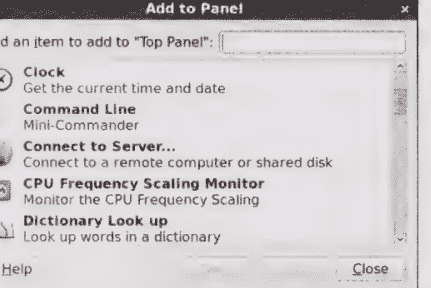 Add to Panel
d an item to add to "Top Panel":
Clock
Get the current time and date
Command Line
Mini-Commander
Connect to Server...
Connect to a remote computer or shared disk
CPU Frequency Scaling Monitor
Monitor the CPU Frequency Scaling
Dictionary Look up
Look up words in a dictionary
Help
Close